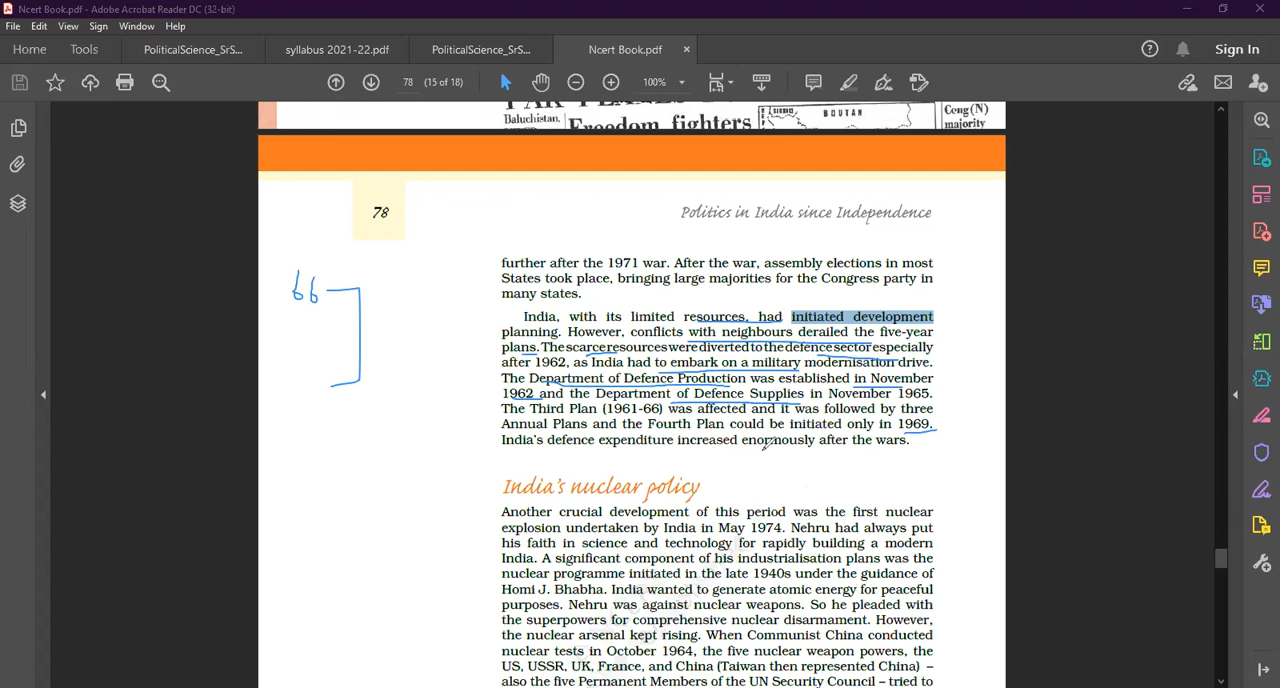 Ncert Book.pdf - Adobe Acrobat Reader DC (32-bit)
File Edit View Sign Window Help
Home Tools PoliticalScience_SrS... syllabus 2021-22.pdf PoliticalScience_SrS... Ncert Book.pdf × Sign In
78 (15 of 18) 100%
Baluchistan. Freedom fighters BOUTAN Cong (N)
majority
78 Politics in India since Independence
66
further after the 1971 war. After the war, assembly elections in most
States took place, bringing large majorities for the Congress party in
many states.
India, with its limited resources, had initiated development
planning. However, conflicts with neighbours derailed the five-year
plans. The scarce resources were diverted to the defence sector especially
after 1962, as India had to embark on a military modernisation drive.
The Department of Defence Production was established in November
1962 and the Department of Defence Supplies in November 1965.
The Third Plan (1961-66) was affected and it was followed by three
Annual Plans and the Fourth Plan could be initiated only in 1969.
India's defence expenditure increased enormously after the wars.
India's nuclear policy
Another crucial development of this period was the first nuclear
explosion undertaken by India in May 1974. Nehru had always put
his faith in science and technology for rapidly building a modern
India. A significant component of his industrialisation plans was the
nuclear programme initiated in the late 1940s under the guidance of
Homi J. Bhabha. India wanted to generate atomic energy for peaceful
purposes. Nehru was against nuclear weapons. So he pleaded with
the superpowers for comprehensive nuclear disarmament. However,
the nuclear arsenal kept rising. When Communist China conducted
nuclear tests in October 1964, the five nuclear weapon powers, the
US, USSR, UK, France, and China (Taiwan then represented China) –
also the five Permanent Members of the UN Security Council – tried to